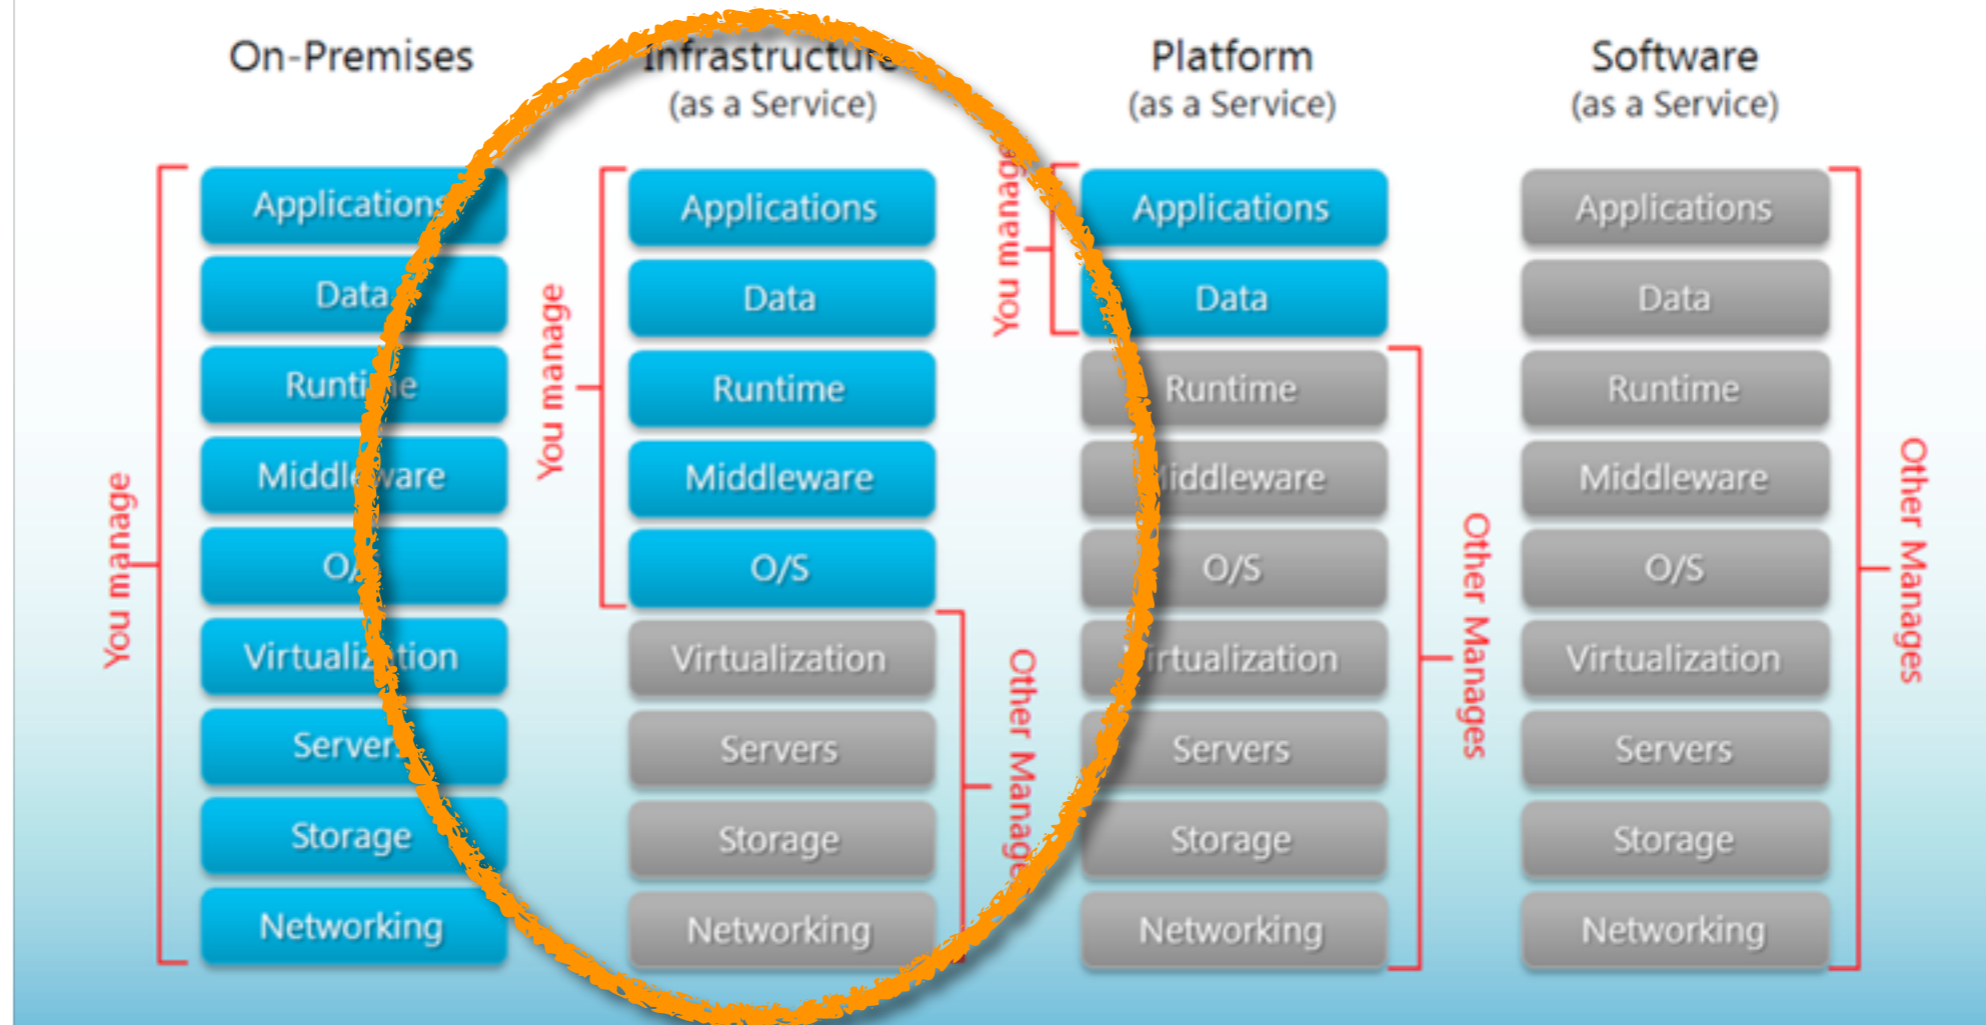 On-Premises
Applications
Data
Runtime
Middleware
O/S
Virtualization
Servers
Storage
Networking
You manage
Infrastructure
(as a Service)
Applications
Data
Runtime
Middleware
O/S
Virtualization
Servers
Storage
Networking
You manage
Other Manages
Platform
(as a Service)
Applications
Data
Runtime
Middleware
O/S
Virtualization
Servers
Storage
Networking
You manage
Other Manages
Software
(as a Service)
Applications
Data
Runtime
Middleware
O/S
Virtualization
Servers
Storage
Networking
Other Manages